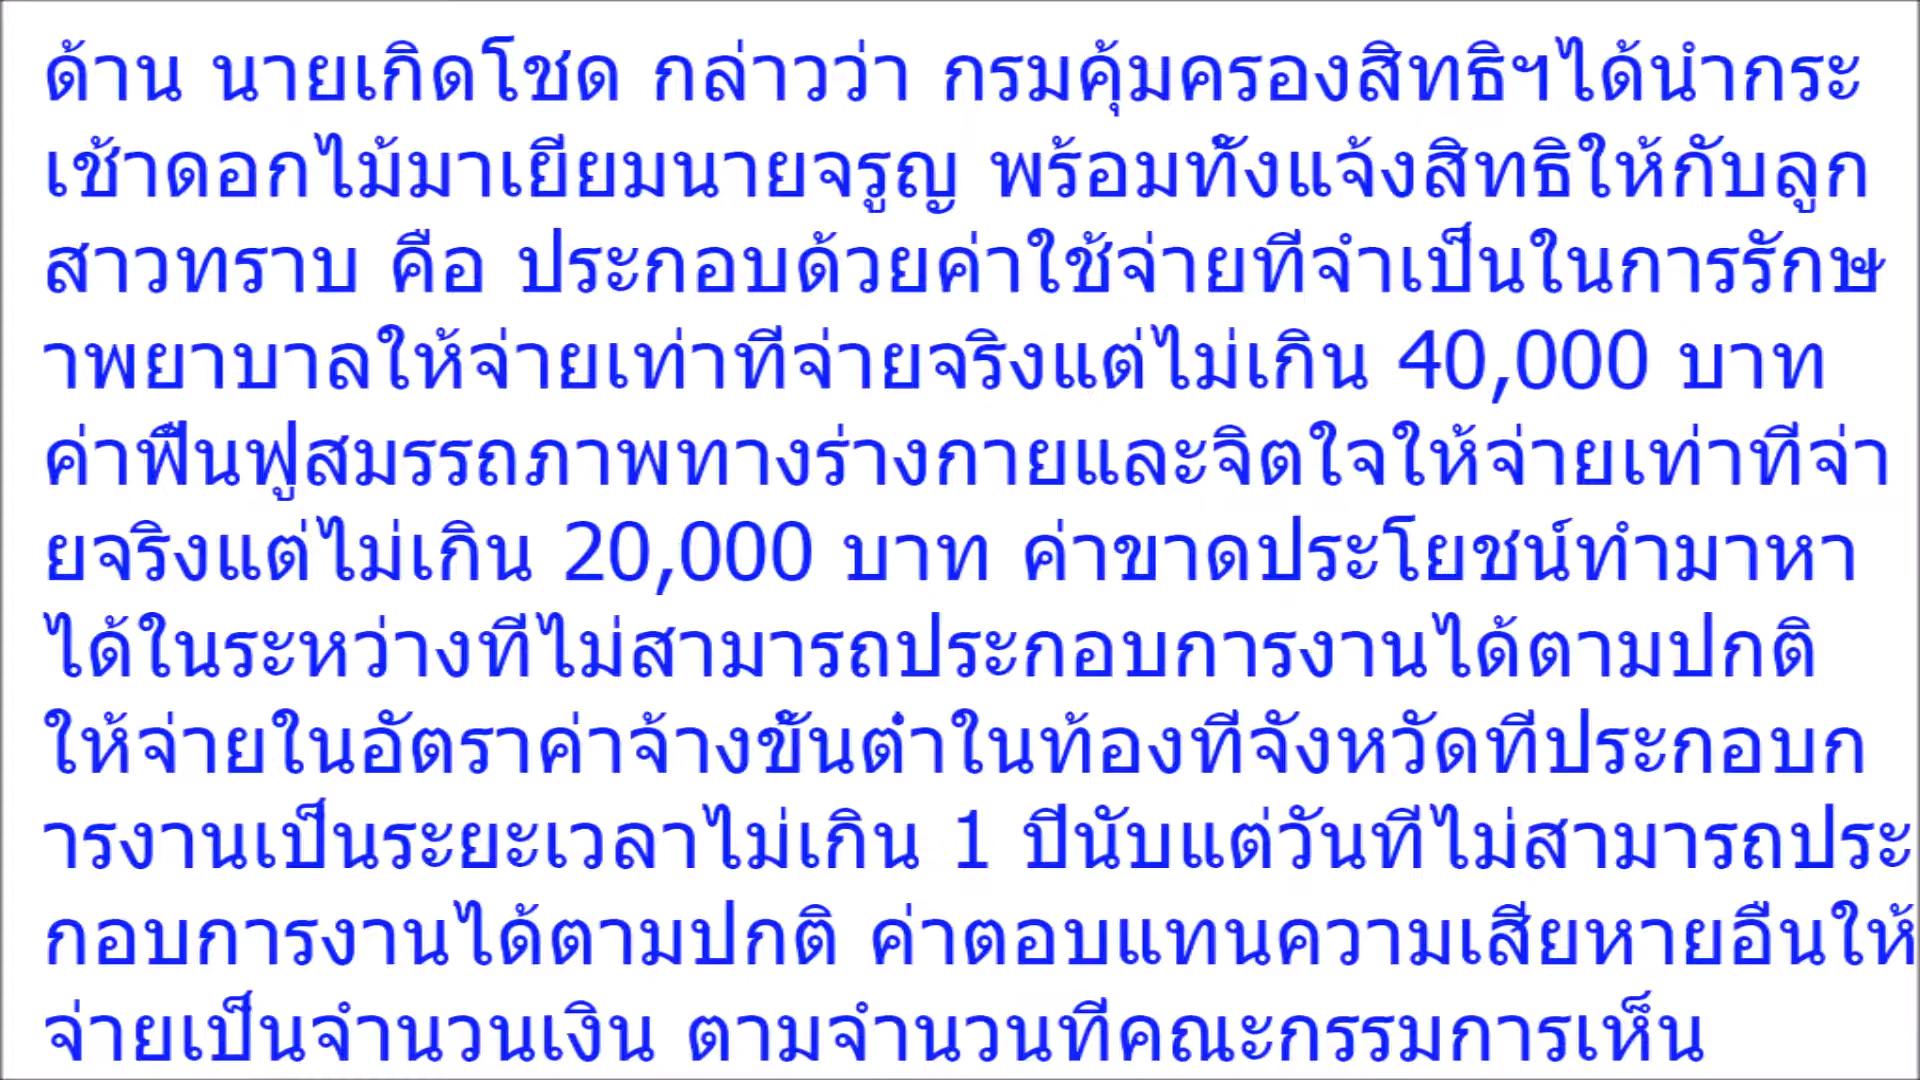 ด้าน นายเกิดโชด กล่าวว่า กรมคุ้มครองสิทธิฯได้นำกระ
เช้าดอกไม้มาเยียมนายจรูญ พร้อมทั้งแจ้งสิทธิให้กับลูก
สาวทราบ คือ ประกอบด้วยค่าใช้จ่ายที่จำเป็นในการรักษ
าพยาบาลให้จ่ายเท่าที่จ่ายจริงแต่ไม่เกิน 40,000 บาท
ค่าฟื้นฟูสมรรถภาพทางร่างกายและจิตใจให้จ่ายเท่าที่จ่า
ยจริงแต่ไม่เกิน 20,000 บาท ค่าขาดประโยชน์ทำมาหา
ได้ในระหว่างที่ไม่สามารถประกอบการงานได้ตามปกติ
ให้จ่ายในอัตราค่าจ้างขั้นต่ำในท้องที่จังหวัดที่ประกอบก
ารงานเป็นระยะเวลาไม่เกิน 1 ปีนับแต่วันที่ไม่สามารถประ
กอบการงานได้ตามปกติ ค่าตอบแทนความเสียหายอื่นให้
จ่ายเป็นจำนวนเงิน ตามจำนวนที่คณะกรรมการเห็น